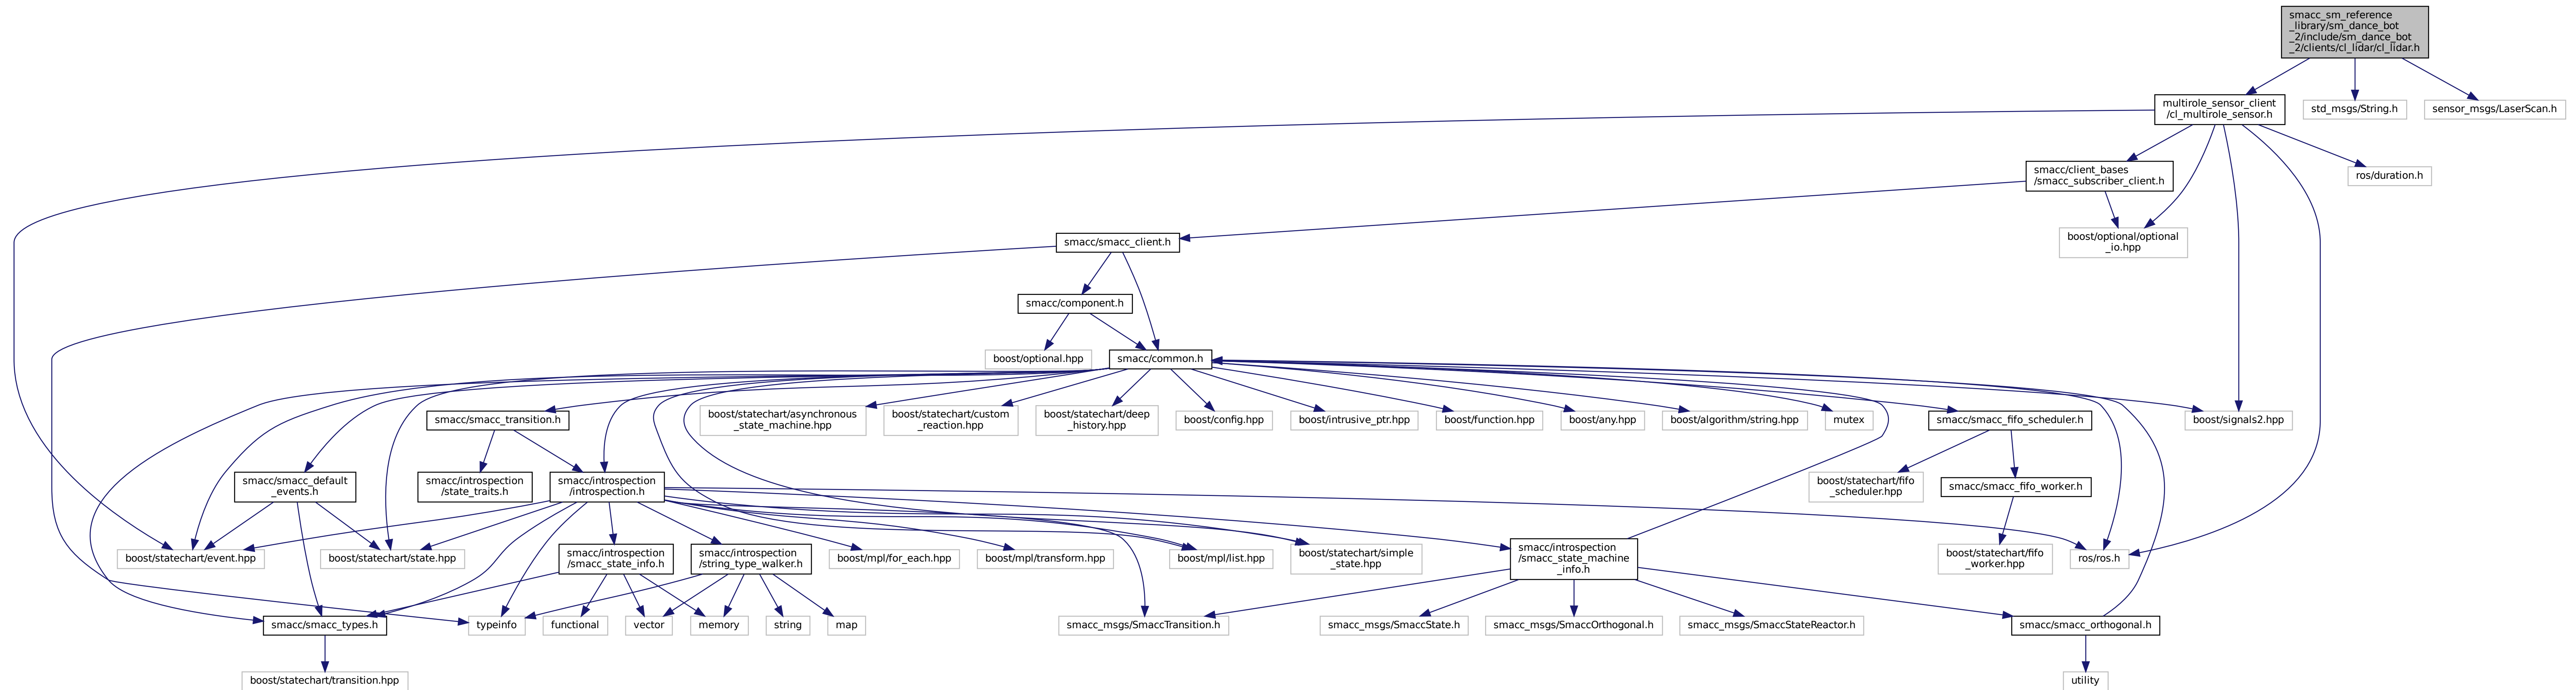 smacc_sm_reference
_library/sm_dance_bot
_2/include/sm_dance_bot
_2/clients/cl_lidar/cl_lidar.h
multirole_sensor_client
/cl_multirole_sensor.h
std_msgs/String.h
sensor_msgs/LaserScan.h
smacc/client_bases
/smacc_subscriber_client.h
ros/duration.h
boost/optional/optional
_io.hpp
smacc/smacc_client.h
smacc/component.h
boost/optional.hpp
smacc/common.h
smacc/smacc_transition.h
boost/statechart/asynchronous
_state_machine.hpp
boost/statechart/custom
_reaction.hpp
boost/statechart/deep
_history.hpp
boost/config.hpp
boost/intrusive_ptr.hpp
boost/function.hpp
boost/any.hpp
boost/algorithm/string.hpp
mutex
smacc/smacc_fifo_scheduler.h
boost/signals2.hpp
smacc/smacc_default
_events.h
smacc/introspection
/state_traits.h
smacc/introspection
/introspection.h
boost/statechart/fifo
_scheduler.hpp
smacc/smacc_fifo_worker.h
boost/statechart/event.hpp
boost/statechart/state.hpp
smacc/introspection
/smacc_state_info.h
smacc/introspection
/string_type_walker.h
boost/mpl/for_each.hpp
boost/mpl/transform.hpp
boost/mpl/list.hpp
boost/statechart/simple
_state.hpp
smacc/introspection
/smacc_state_machine
_info.h
boost/statechart/fifo
_worker.hpp
ros/ros.h
smacc/smacc_types.h
typeinfo
functional
vector
memory
string
map
smacc_msgs/SmaccTransition.h
smacc_msgs/SmaccState.h
smacc_msgs/SmaccOrthogonal.h
smacc_msgs/SmaccStateReactor.h
smacc/smacc_orthogonal.h
boost/statechart/transition.hpp
utility